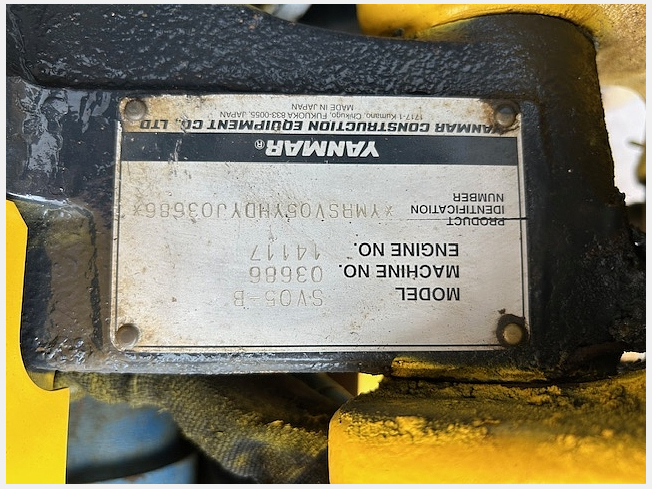 MODEL SV05-B
MACHINE NO. 03686
ENGINE NO. 14117
PRODUCT
IDENTIFICATION
NUMBER
*YMRSV05YHDYJ03686*
YANMAR®
YANMAR CONSTRUCTION EQUIPMENT CO., LTD
1717-1 Kumano, Chikugo, FUKUOKA 833-0055, JAPAN
MADE IN JAPAN